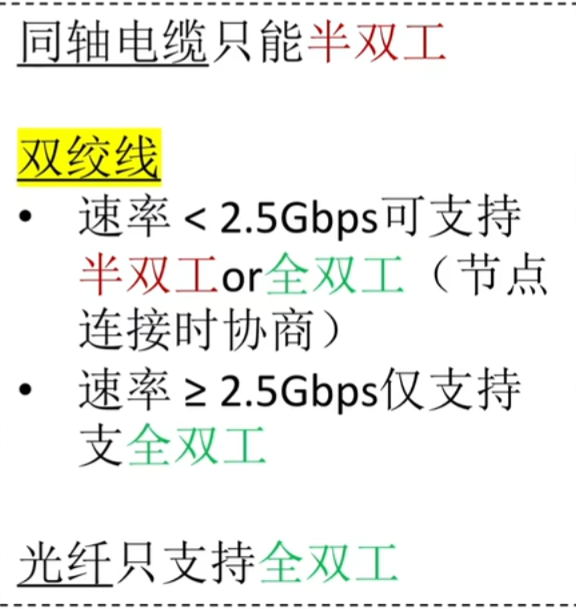 同轴电缆只能半双工
双绞线
• 速率 < 2.5Gbps可支持
半双工or全双工（节点
连接时协商）
• 速率 ≥ 2.5Gbps仅支持
支全双工
光纤只支持全双工